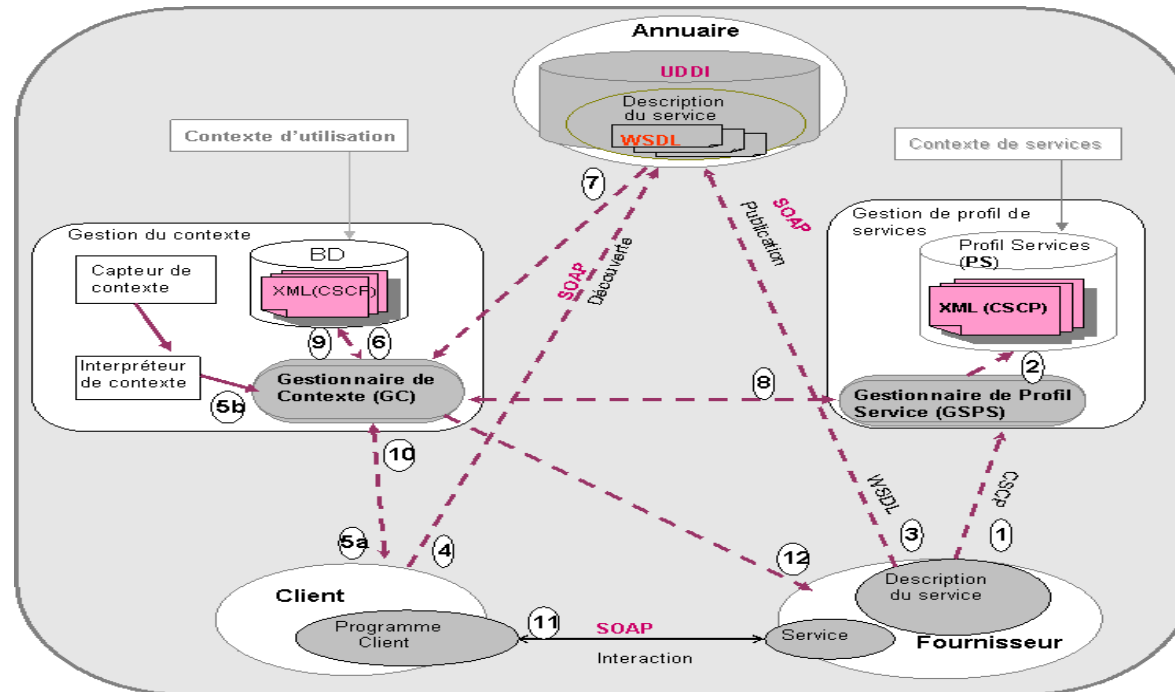 Annuaire
UDDI
Description
du service
WSDL
Contexte d'utilisation
Contexte de services
7
SOAP
Publication
Gestion du contexte
BD
Capteur de
contexte
XML(CSCP)
SOAP
Découverte
Gestion de profil de
services
Profil Services
(PS)
XML (CSCP)
9
6
Interpréteur
de contexte
5b
Gestionnaire de
Contexte (GC)
8
2
Gestionnaire de Profil
Service (GSPS)
10
WSDL
CSCP
5a
4
3
1
12
Client
Programme
Client
11
SOAP
Interaction
Description
du service
Service
Fournisseur